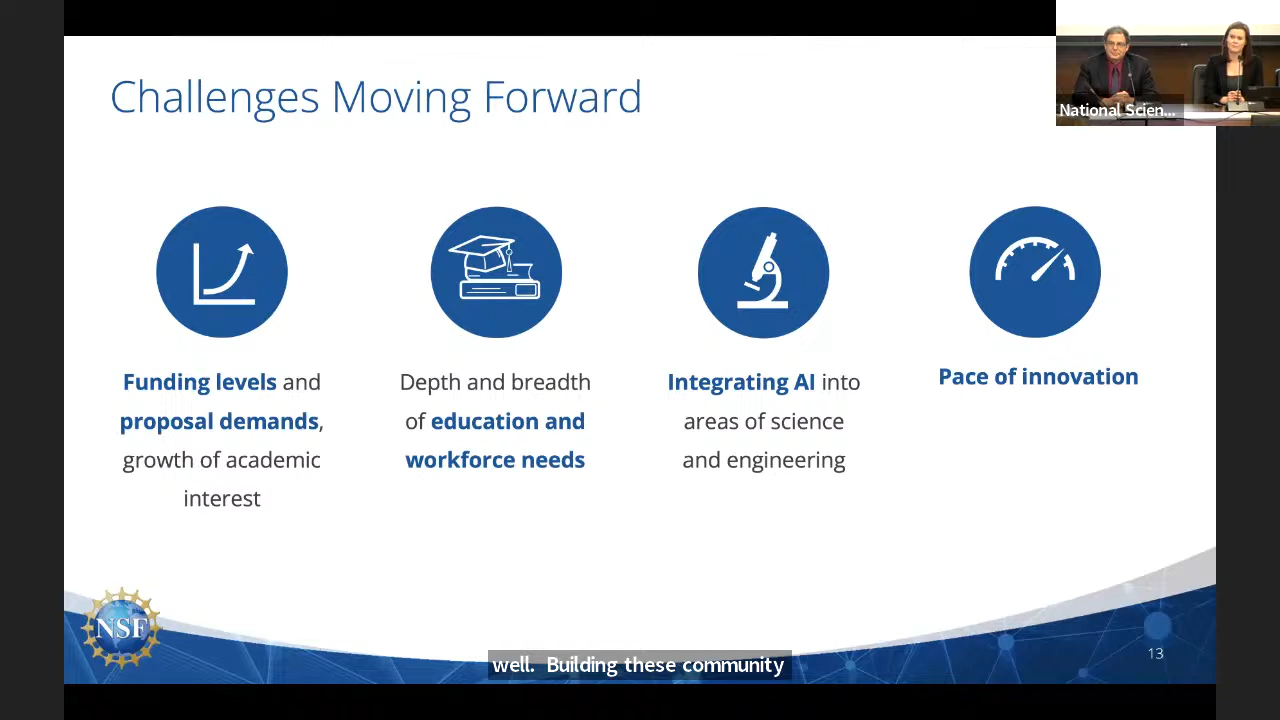 Challenges Moving Forward
National Scien...
Funding levels and
proposal demands,
growth of academic
interest
Depth and breadth
of education and
workforce needs
Integrating AI into
areas of science
and engineering
Pace of innovation
NSF
well. Building these community
13